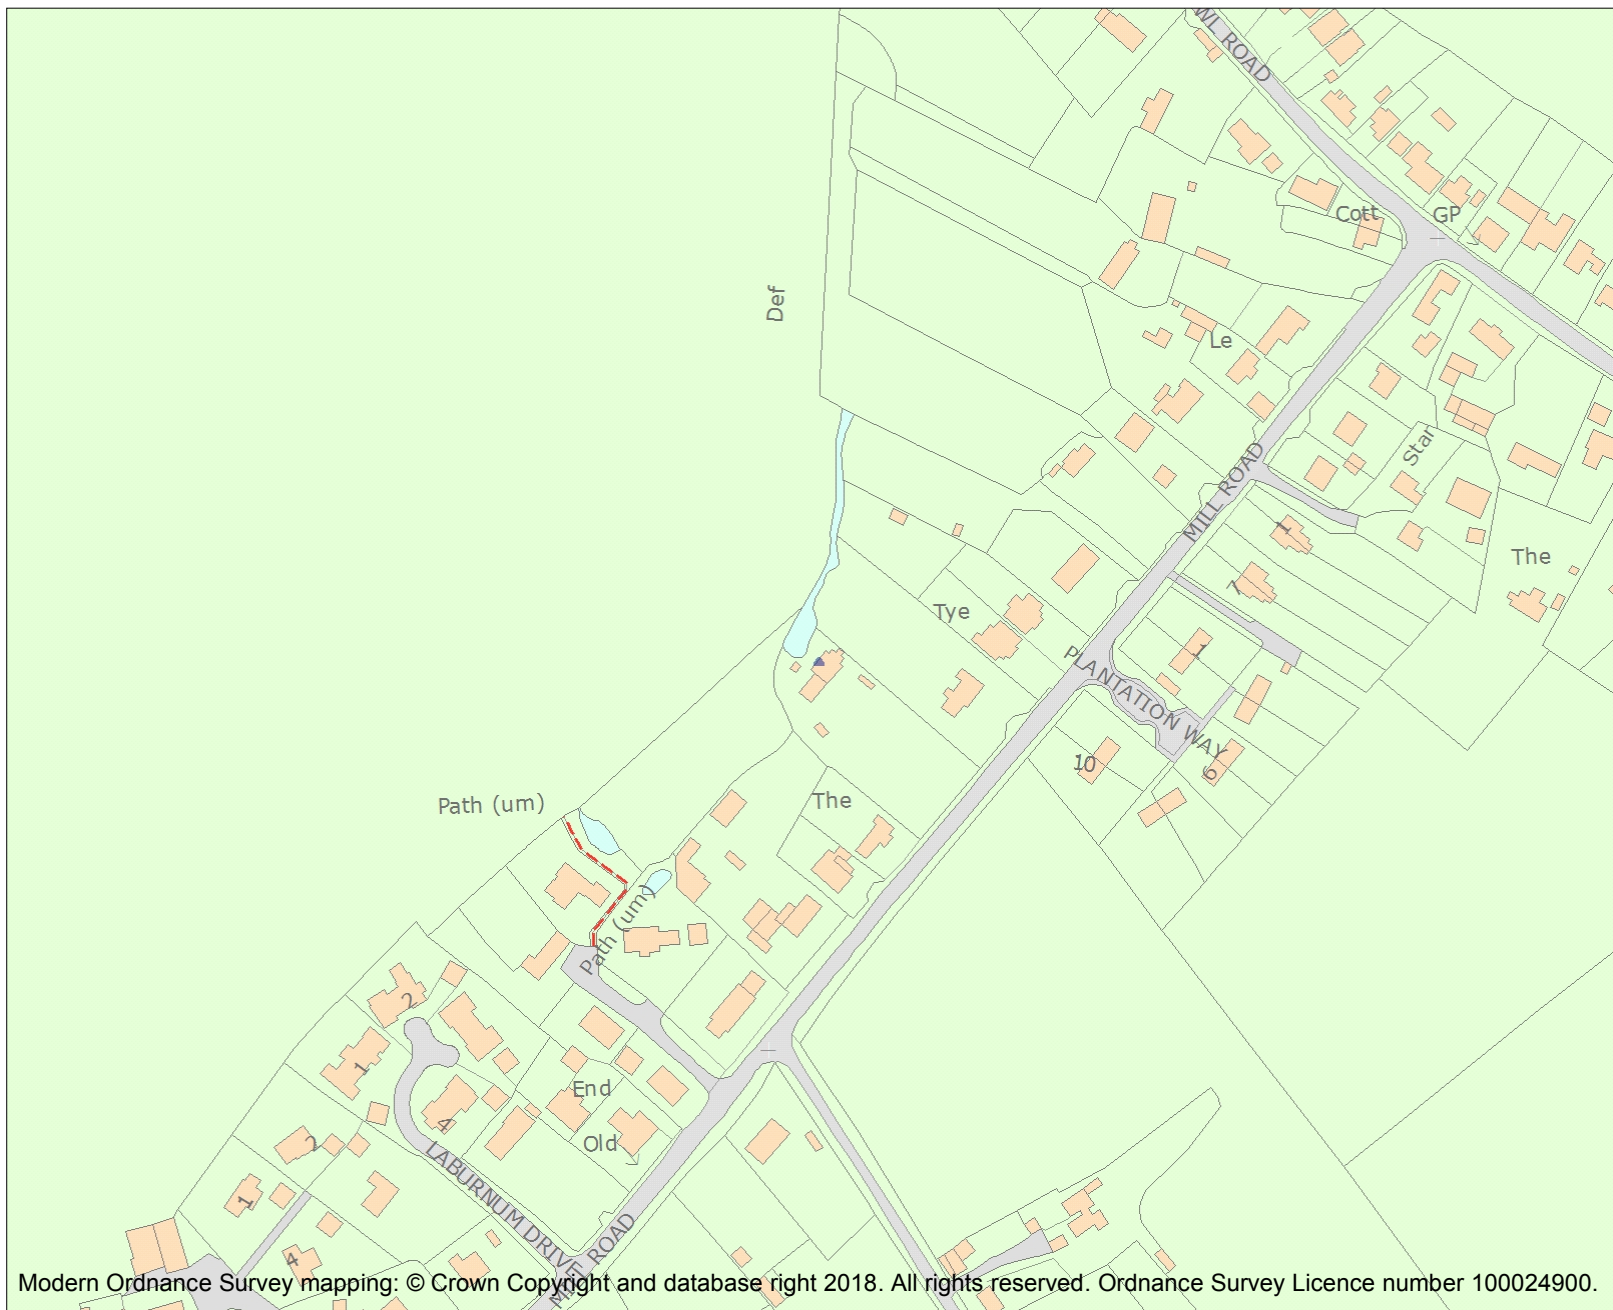 WL ROAD
Cott
GP
Def
Le
Star
MILL ROAD
1
The
7
Tye
1
PLANTATION WAY
10
6
Path (um)
The
Path (um)
2
1
End
4
Old
2
LABURNUM DRIVE
1
MILL ROAD
4
Modern Ordnance Survey mapping: © Crown Copyright and database right 2018. All rights reserved. Ordnance Survey Licence number 100024900.